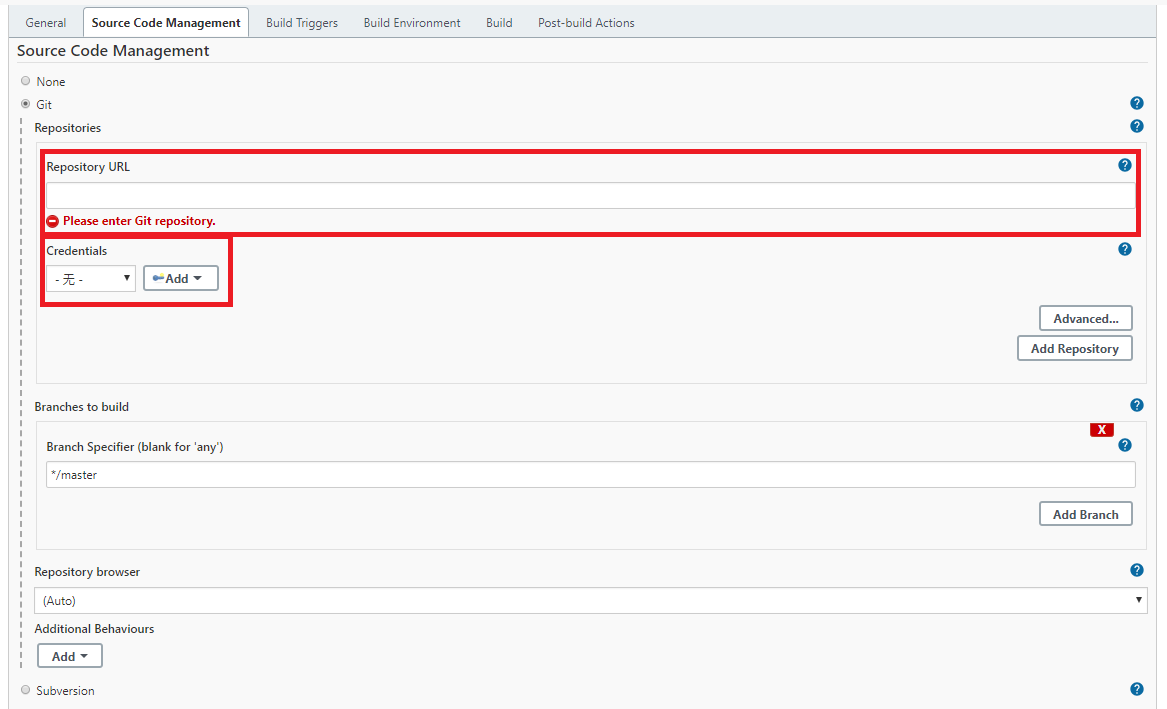 General Source Code Management Build Triggers Build Environment Build Post-build Actions
Source Code Management
None
Git
?
Repositories
?
Repository URL
?
Please enter Git repository.
Credentials
?
- 无 -
Add
Advanced...
Add Repository
Branches to build
?
X
Branch Specifier (blank for 'any')
?
*/master
Add Branch
Repository browser
?
(Auto)
Additional Behaviours
Add
Subversion
?